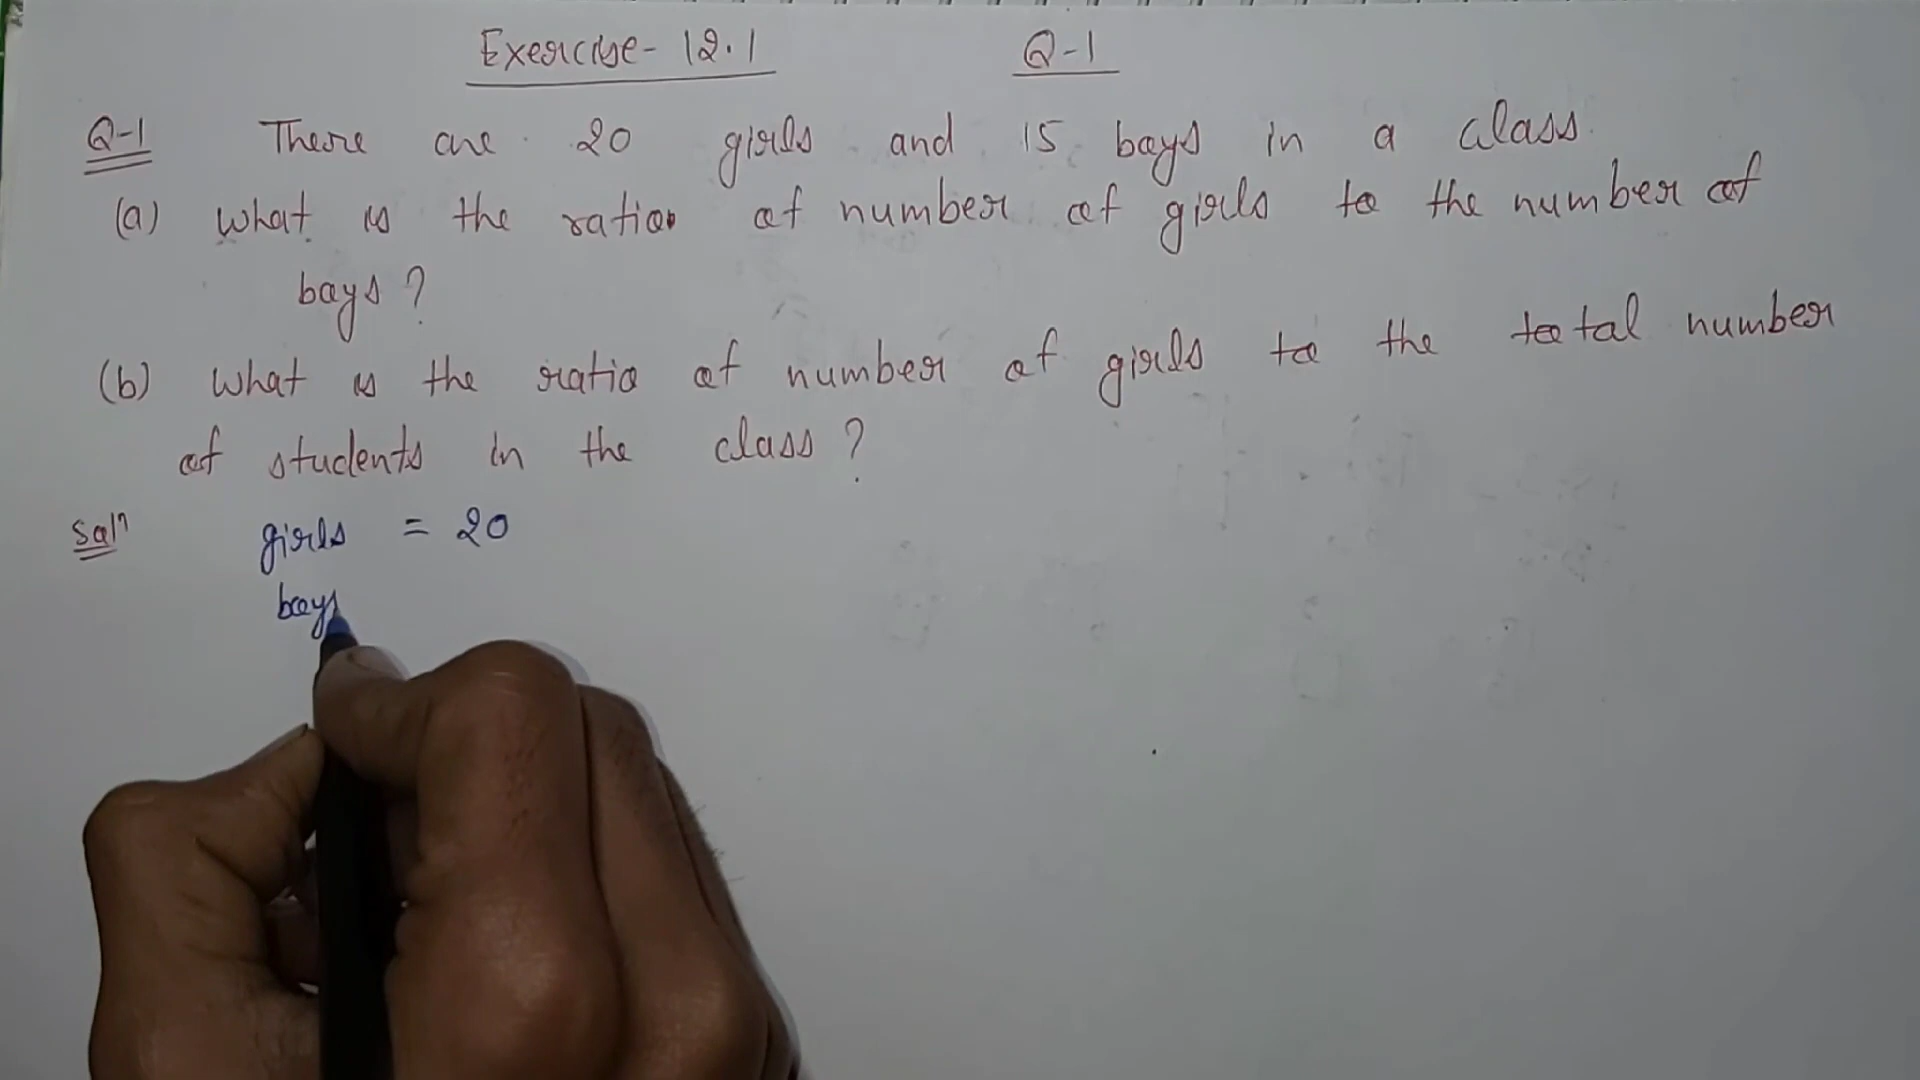 Exercise- 12.1 Q-1
Q-1 There are 20 girls and 15 boys in a class.
(a) what is the ratio of number of girls to the number of
boys ?
(b) what is the ratio of number of girls to the total number
of students in the class ?
Solⁿ girls = 20
boys